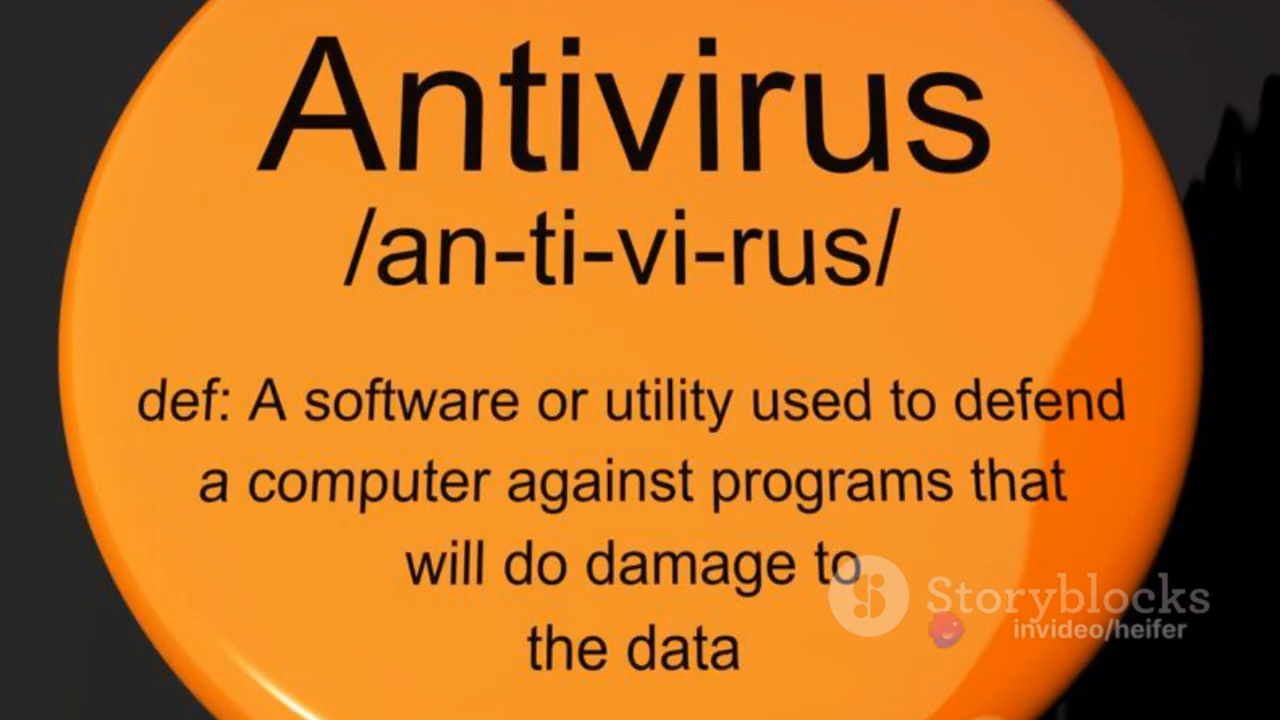 Antivirus
/an-ti-vi-rus/
def: A software or utility used to defend
a computer against programs that
will do damage to
the data
Storyblocks
invideo/heifer